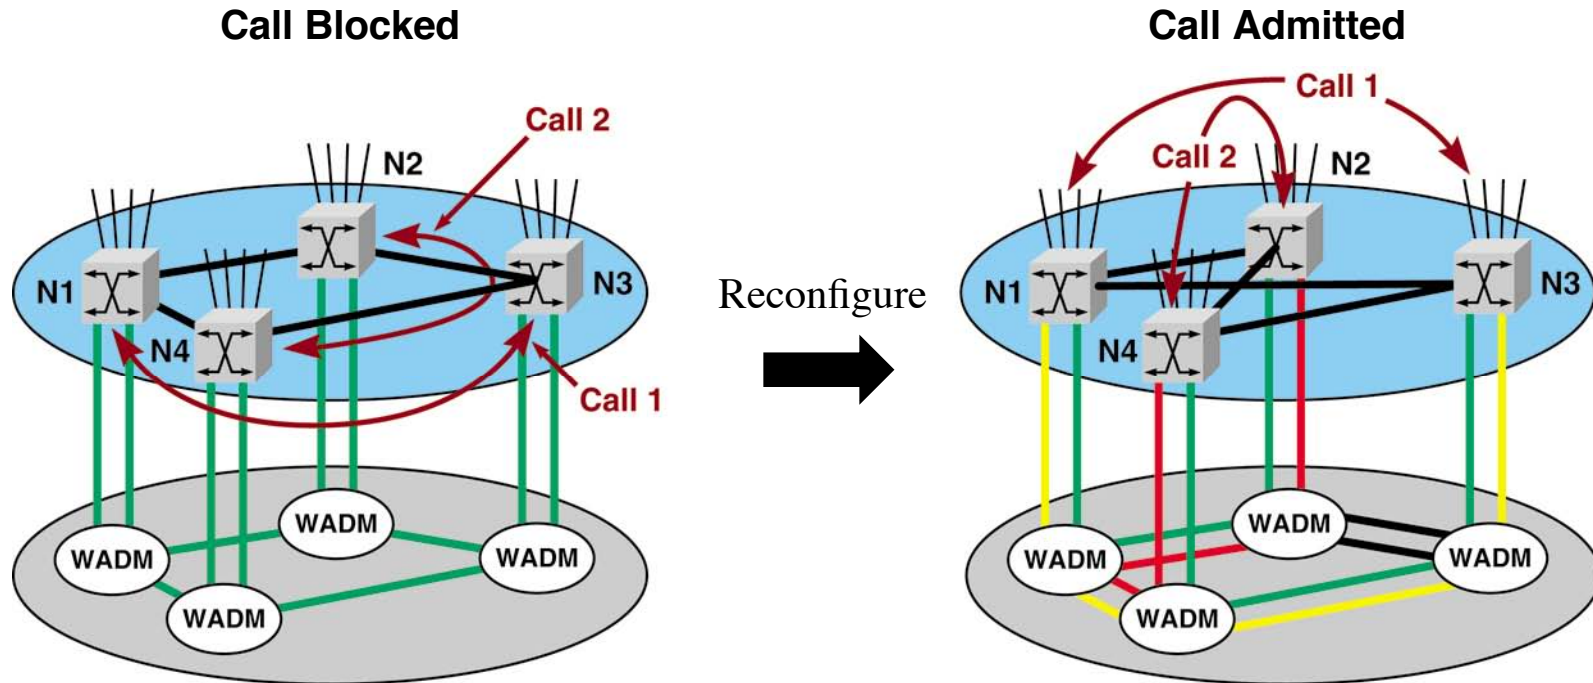 Call Blocked
Call 2
N2
N1
N3
N4
Call 1
WADM
WADM
WADM
WADM
Reconfigure
Call Admitted
Call 1
Call 2
N2
N1
N3
N4
WADM
WADM
WADM
WADM